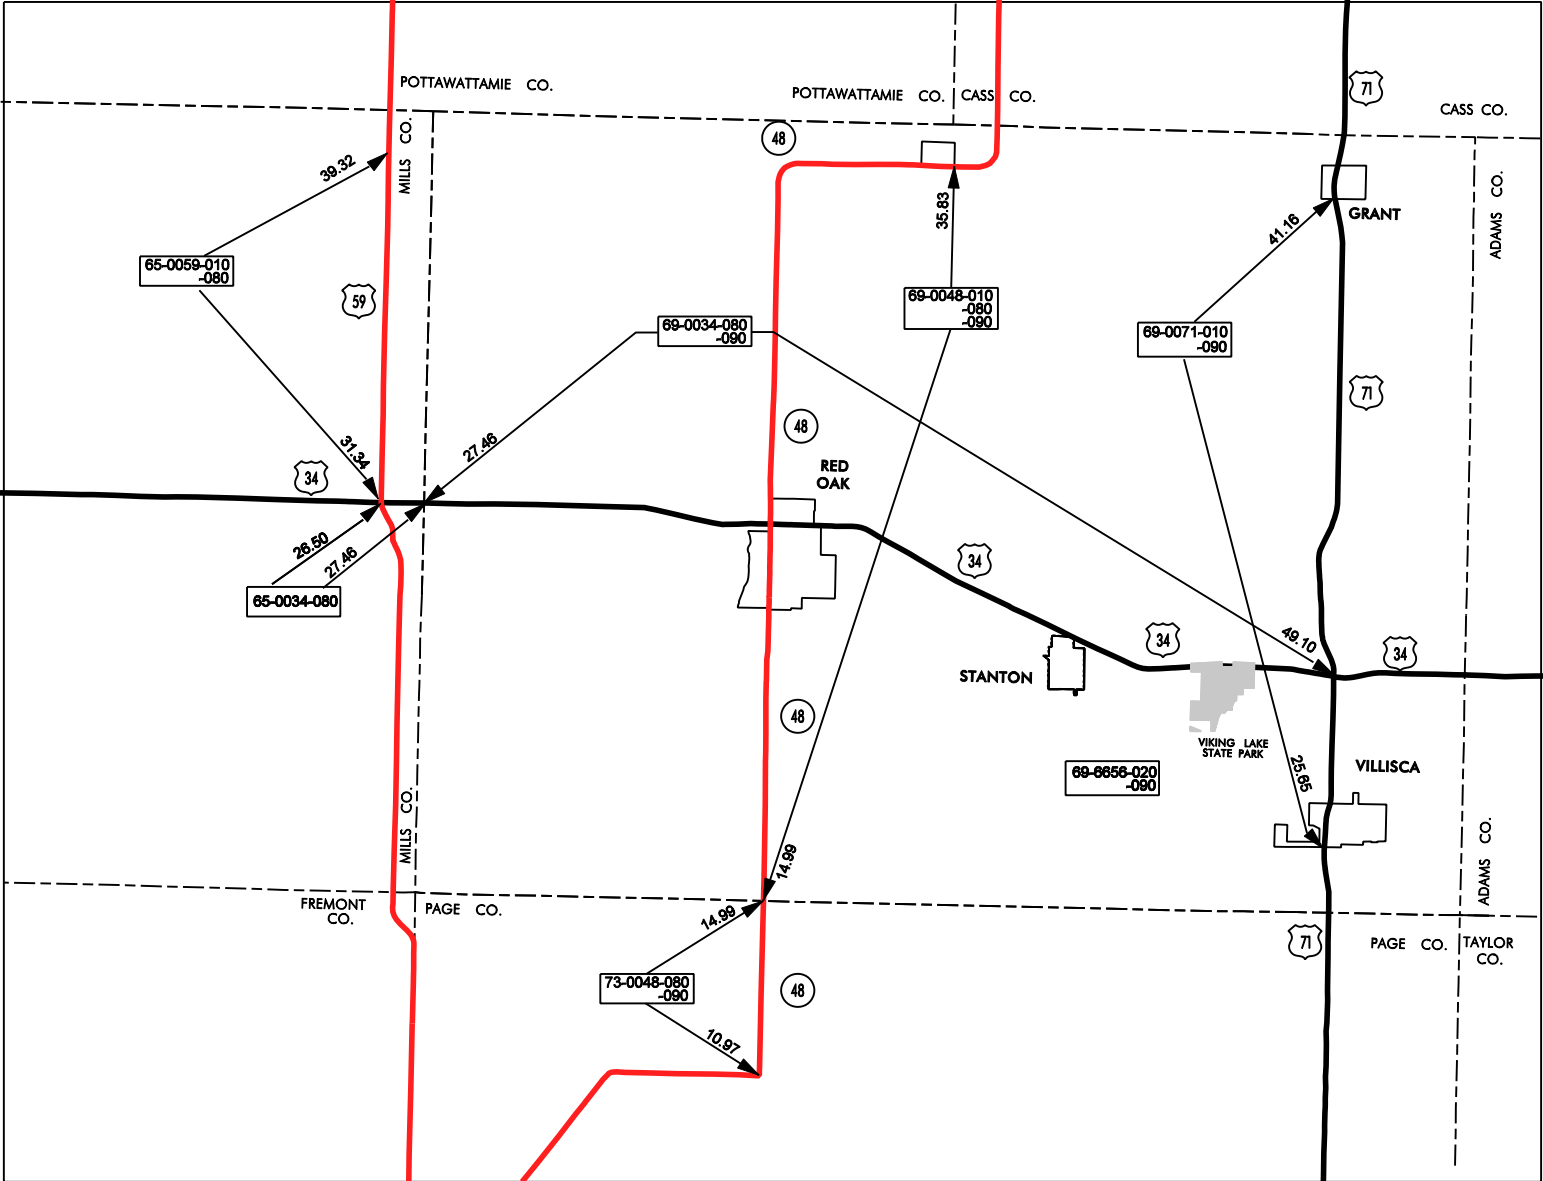 POTTAWATTAMIE CO.
POTTAWATTAMIE CO.
CASS CO.
71
CASS CO.
MILLS CO.
48
39.32
ADAMS CO.
35.83
GRANT
41.16
65-0059-010
-080
59
69-0048-010
-080
-090
69-0034-080
-090
69-0071-010
-090
71
48
31.34
27.46
RED
OAK
34
26.50
27.46
34
65-0034-080
34
49.10
34
STANTON
48
VIKING LAKE
STATE PARK
69-6656-020
-090
25.65
VILLISCA
MILLS CO.
14.99
ADAMS CO.
FREMONT
CO.
PAGE CO.
14.99
71
PAGE CO.
TAYLOR
CO.
73-0048-080
-090
48
10.97